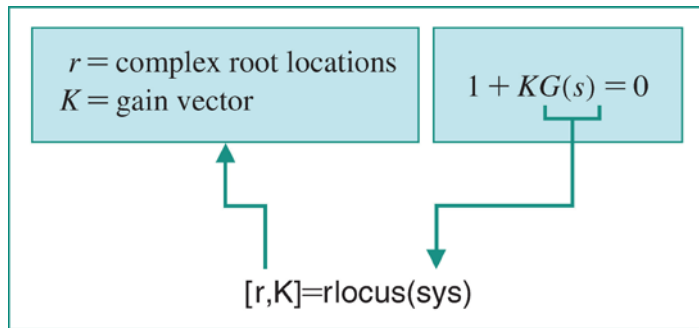 r = complex root locations
K = gain vector
1 + KG(s) = 0
[r,K]=rlocus(sys)